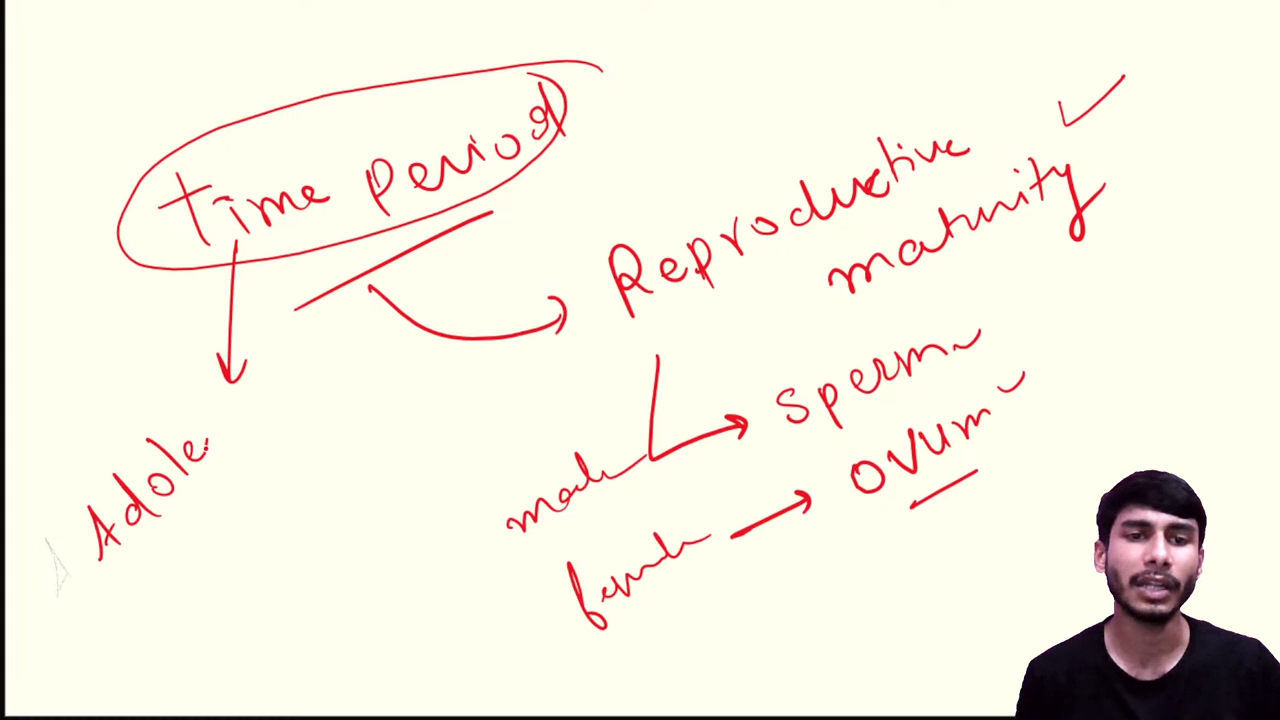 Time period
Reproductive
maturity
male
Sperm
female
Ovum
Adole